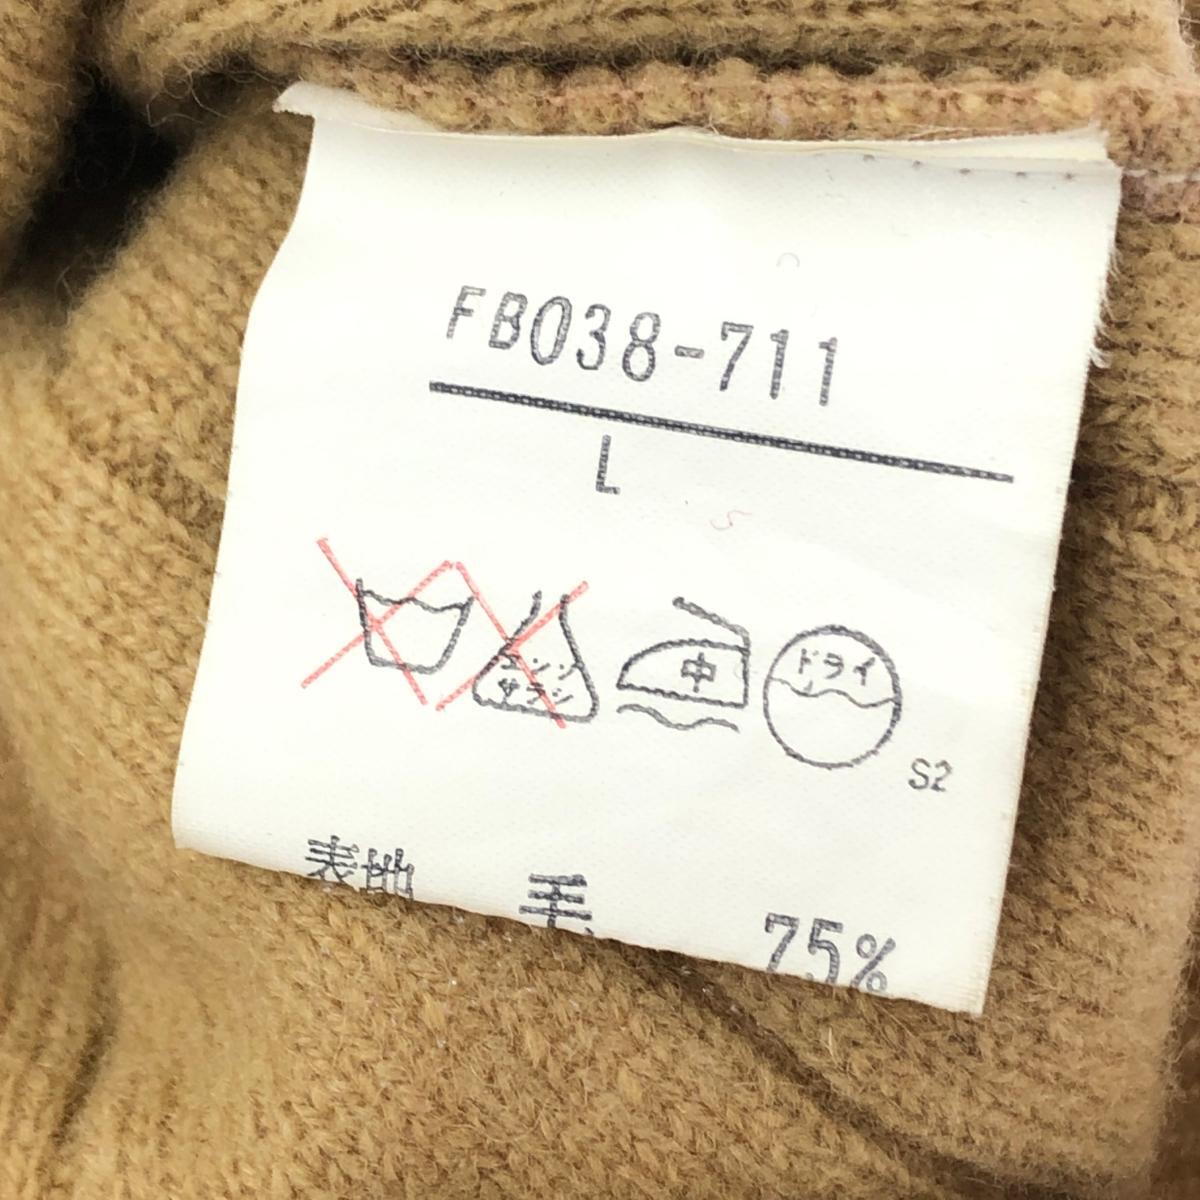 FB038-711
L
エンソ
サラシ
中
ドライ
S2
表地 毛 75%